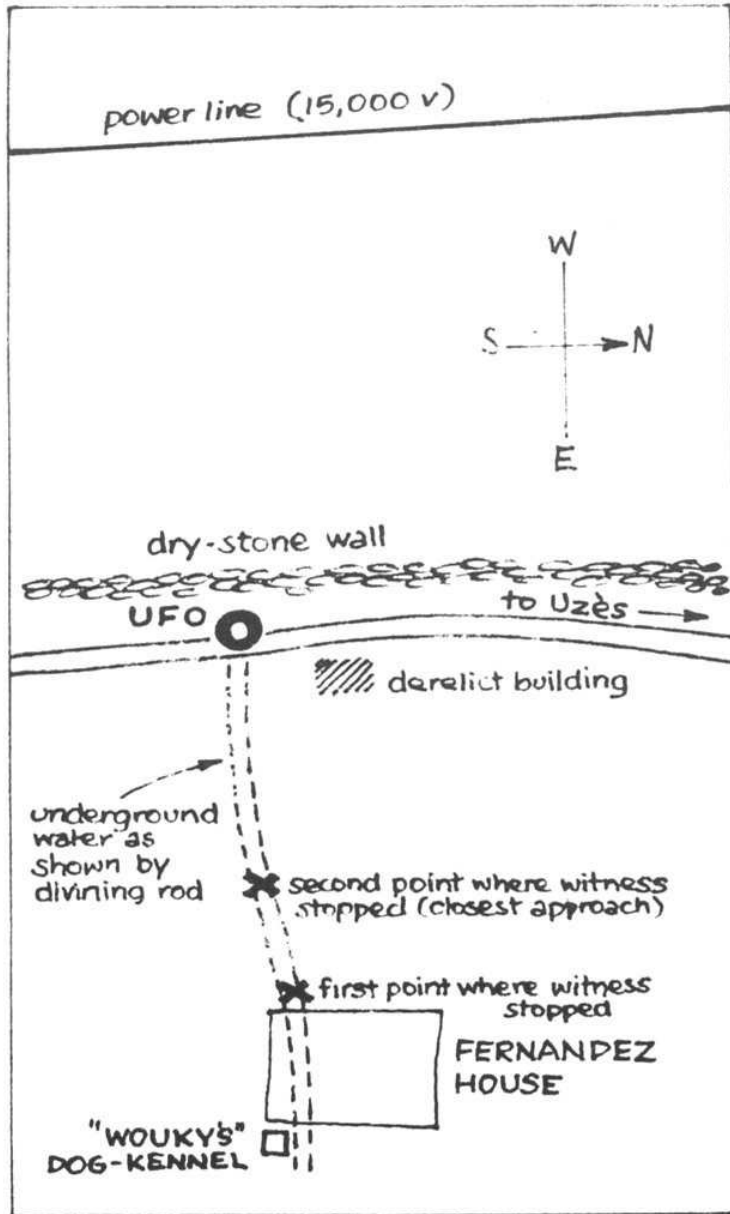 power line (15,000 v)
W
S
N
E
dry-stone wall
UFO
to Uzès
derelict building
underground
water as
shown by
divining rod
second point where witness
stopped (closest approach)
first point where witness
stopped
FERNANDEZ
HOUSE
"WOUKY'S"
DOG-KENNEL